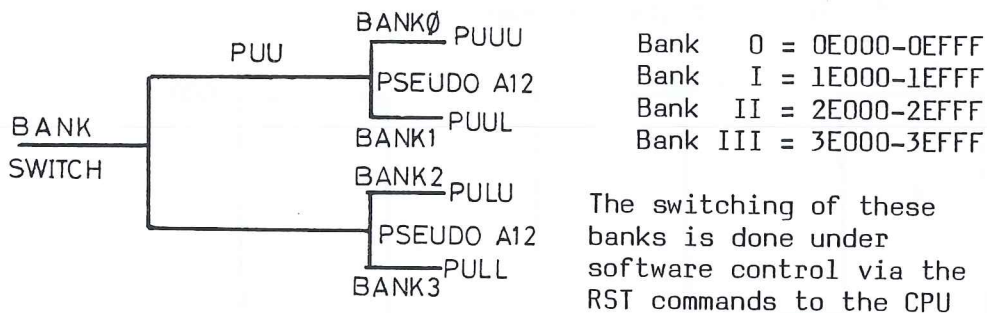 BANKØ
PUUU
PUU
PSEUDO A12
BANK
SWITCH
PUUL
BANK1
BANK2
PULU
PSEUDO A12
PULL
BANK3
Bank 0 = 0E000-0EFFF
Bank I = 1E000-1EFFF
Bank II = 2E000-2EFFF
Bank III = 3E000-3EFFF
The switching of these
banks is done under
software control via the
RST commands to the CPU